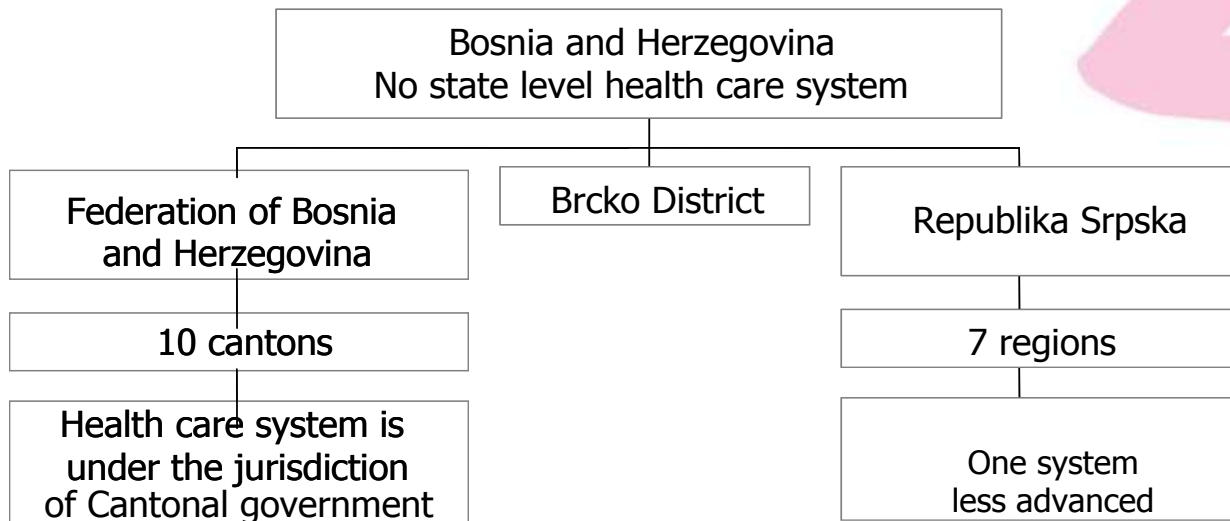 Bosnia and Herzegovina
No state level health care system
Federation of Bosnia
and Herzegovina
Brcko District
Republika Srpska
10 cantons
7 regions
Health care system is
under the jurisdiction
of Cantonal government
One system
less advanced